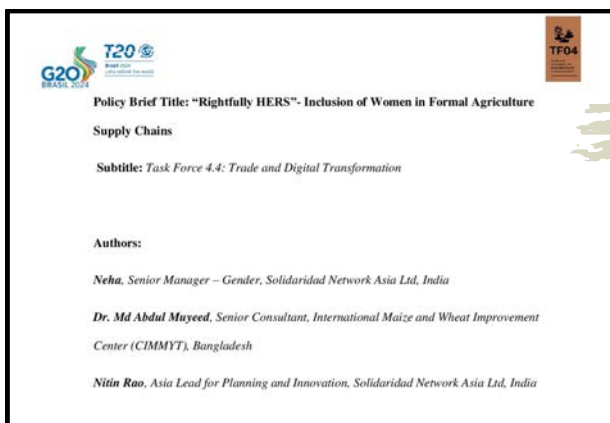 G20
BRASIL 2024
T20
Brasil 2024
TF04
Policy Brief Title: “Rightfully HERS”- Inclusion of Women in Formal Agriculture
Supply Chains
Subtitle: Task Force 4.4: Trade and Digital Transformation
Authors:
Neha, Senior Manager – Gender, Solidaridad Network Asia Ltd, India
Dr. Md Abdul Muyeed, Senior Consultant, International Maize and Wheat Improvement
Center (CIMMYT), Bangladesh
Nitin Rao, Asia Lead for Planning and Innovation, Solidaridad Network Asia Ltd, India